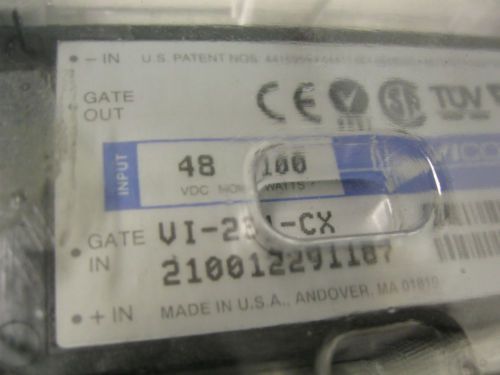 - IN U.S. PATENT NOS.
GATE OUT
CE TÜV
INPUT 48 100
VDC NOM WATTS
GATE IN
210012291187
+ IN MADE IN U.S.A., ANDOVER, MA 01810